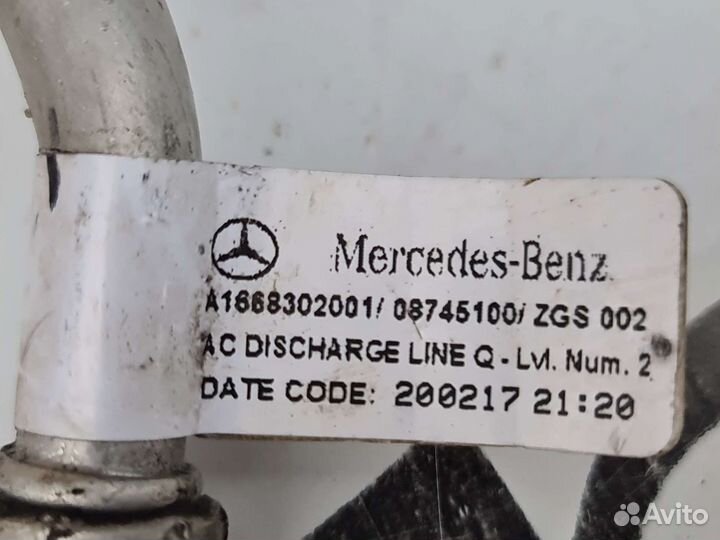 Mercedes-Benz
A1668302001/ 08745100/ ZGS 002
AC DISCHARGE LINE Q - Lvl. Num. 2
DATE CODE: 200217 21:20
Avito